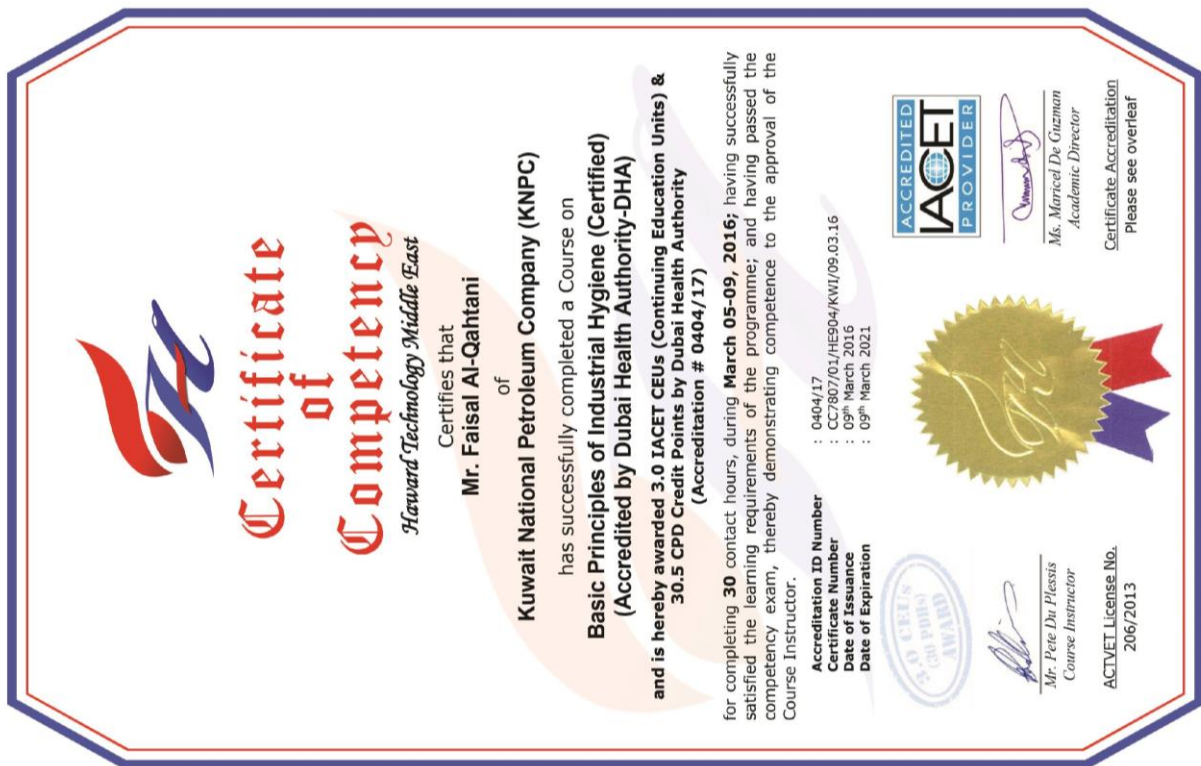 Certificate
of
Competency
Haward Technology Middle East
Certifies that
Mr. Faisal Al-Qahtani
of
Kuwait National Petroleum Company (KNPC)
has successfully completed a Course on
Basic Principles of Industrial Hygiene (Certified)
(Accredited by Dubai Health Authority-DHA)
and is hereby awarded 3.0 IACET CEUs (Continuing Education Units) &
30.5 CPD Credit Points by Dubai Health Authority
(Accreditation # 0404/17)
for completing 30 contact hours, during March 05-09, 2016; having successfully
satisfied the learning requirements of the programme; and having passed the
competency exam, thereby demonstrating competence to the approval of the
Course Instructor.
Accreditation ID Number : 0404/17
Certificate Number : CC7807/01/HE904/KWI/09.03.16
Date of Issuance : 09th March 2016
Date of Expiration : 09th March 2021
3.0 CEUS
(30 PDHs)
AWARD
ACCREDITED
IACET
PROVIDER
Mr. Pete Du Plessis
Course Instructor
Ms. Maricel De Guzman
Academic Director
ACTVET License No.
206/2013
Certificate Accreditation
Please see overleaf